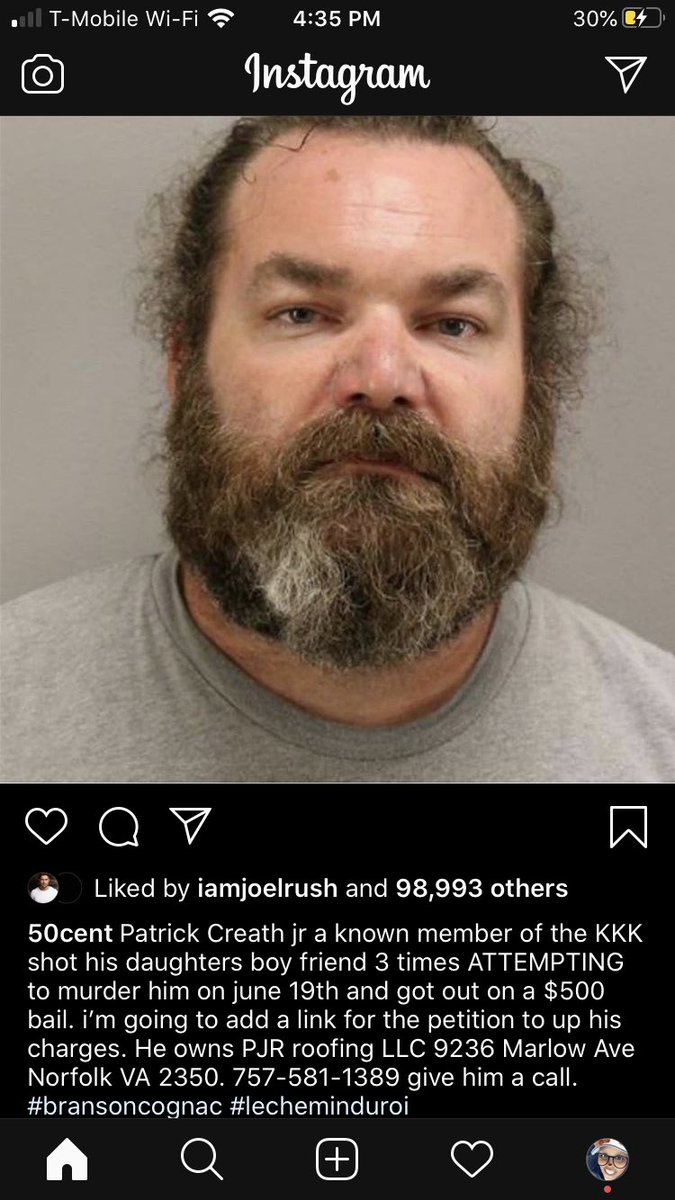 T-Mobile Wi-Fi 4:35 PM 30%
Instagram
Liked by iamjoelrush and 98,993 others
50cent Patrick Creath jr a known member of the KKK
shot his daughters boy friend 3 times ATTEMPTING
to murder him on june 19th and got out on a $500
bail. i’m going to add a link for the petition to up his
charges. He owns PJR roofing LLC 9236 Marlow Ave
Norfolk VA 2350. 757-581-1389 give him a call.
#bransoncognac #lecheminduroi